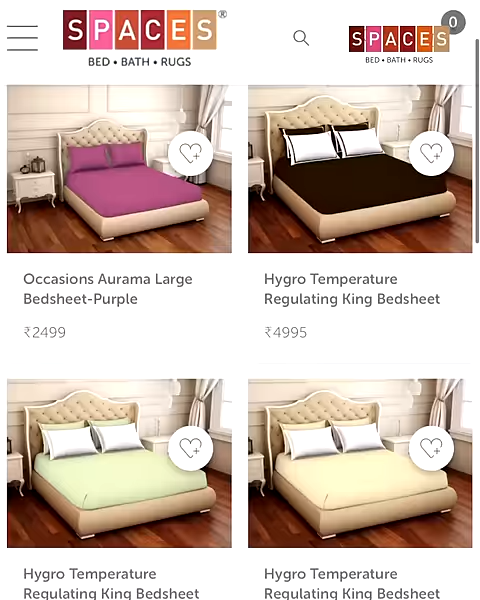 SPACES®
BED • BATH • RUGS
SPACES
BED • BATH • RUGS
0
Occasions Aurama Large
Bedsheet-Purple
₹2499
Hygro Temperature
Regulating King Bedsheet
₹4995
Hygro Temperature
Regulating King Bedsheet
Hygro Temperature
Regulating King Bedsheet